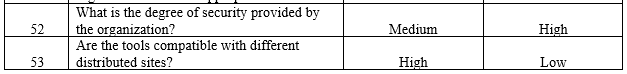 What is the degree of security provided by
52 the organization? Medium High
Are the tools compatible with different
53 distributed sites? High Low